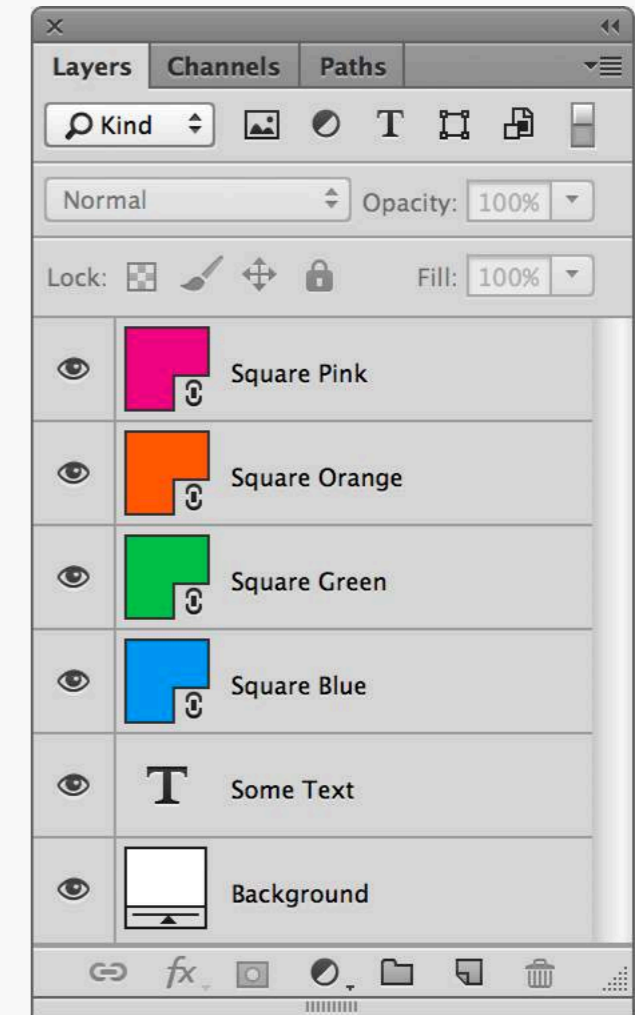 Layers Channels Paths
Kind T
Normal Opacity: 100%
Lock: Fill: 100%
Square Pink
Square Orange
Square Green
Square Blue
T Some Text
Background
fx